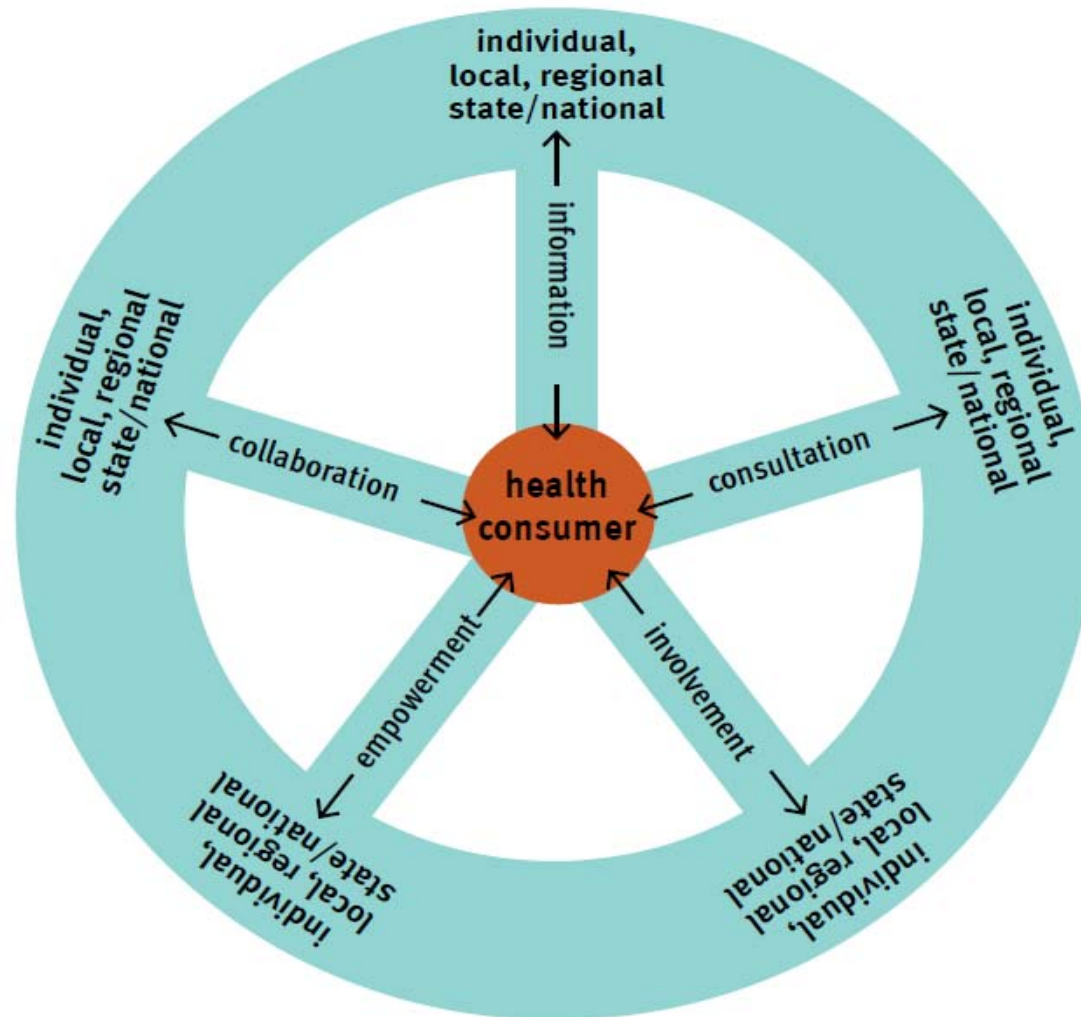 individual,
local, regional
state/national
information
individual,
local, regional
state/national
consultation
individual,
local, regional
state/national
collaboration
health
consumer
involvement
individual,
local, regional
state/national
empowerment
individual,
local, regional
state/national